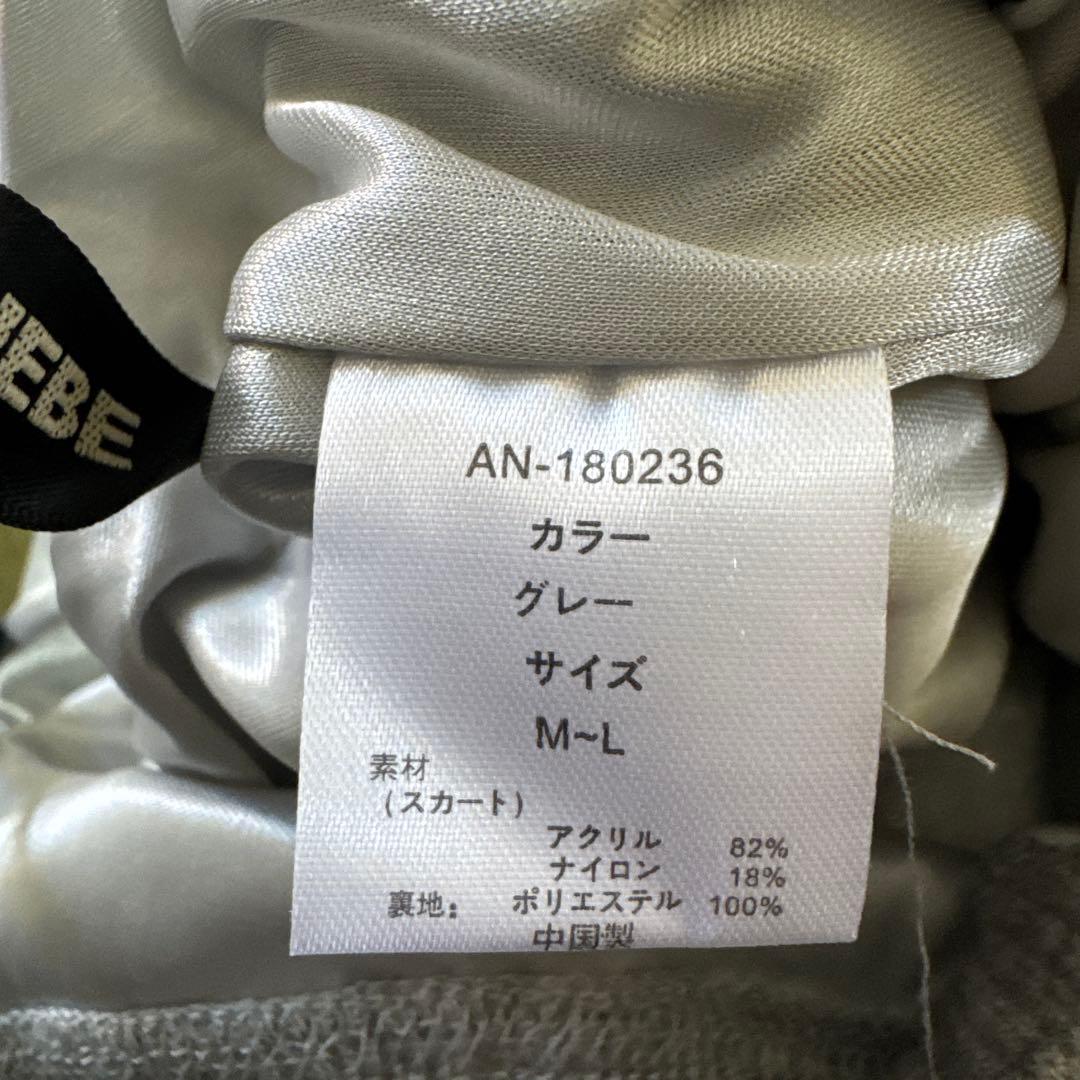 BEBE
AN-180236
カラー
グレー
サイズ
M~L
素材
(スカート)
アクリル 82%
ナイロン 18%
裏地: ポリエステル 100%
中国製